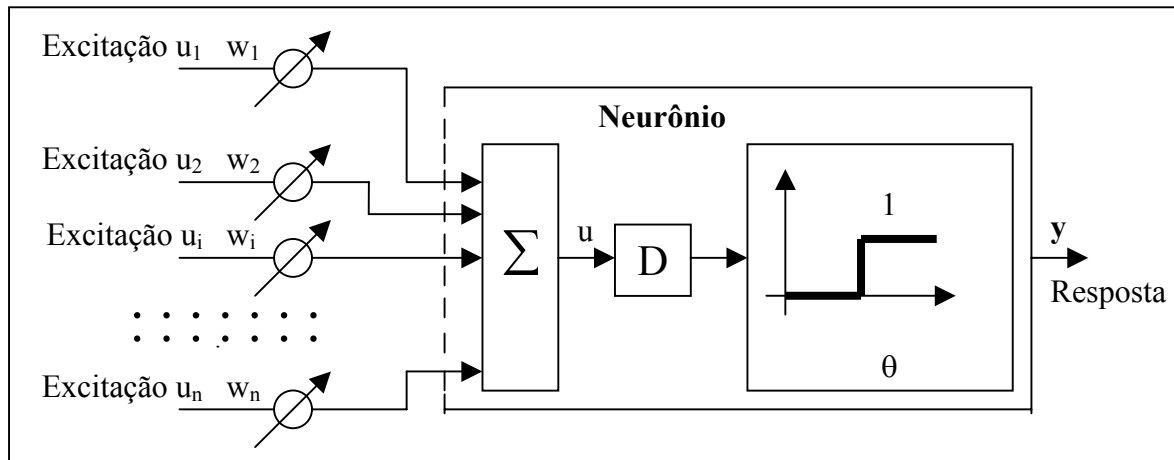 Excitação u₁ w₁
Neurônio
Excitação u₂ w₂
1
Excitação uᵢ wᵢ
Σ
u
D
y
Resposta
θ
Excitação uₙ wₙ